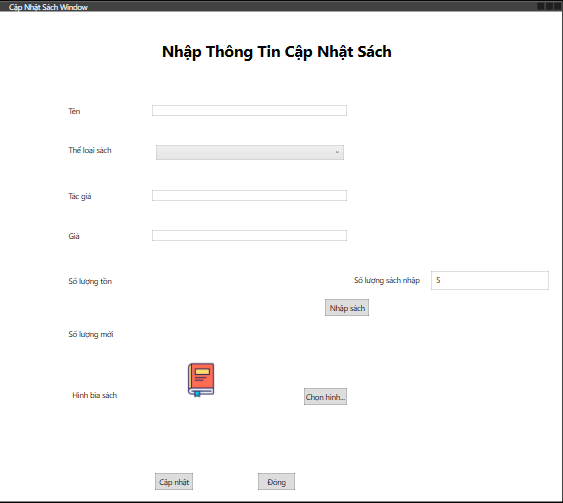 Cập Nhật Sách Window
Nhập Thông Tin Cập Nhật Sách
Tên
Thể loại sách
Tác giả
Giá
Số lượng tồn
Số lượng sách nhập
5
Nhập sách
Số lượng mới
Hình bìa sách
Chọn hình...
Cập nhật
Đóng